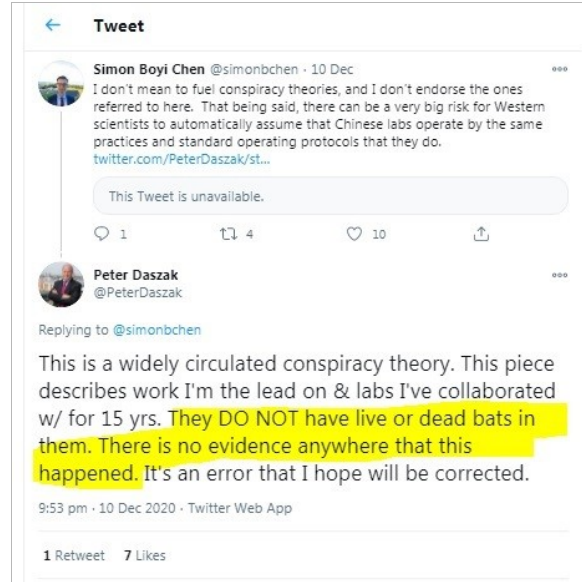 Tweet
Simon Boyi Chen @simonbchen · 10 Dec
I don't mean to fuel conspiracy theories, and I don't endorse the ones
referred to here. That being said, there can be a very big risk for Western
scientists to automatically assume that Chinese labs operate by the same
practices and standard operating protocols that they do.
twitter.com/PeterDaszak/st...
This Tweet is unavailable.
1 4 10
Peter Daszak
@PeterDaszak
Replying to @simonbchen
This is a widely circulated conspiracy theory. This piece
describes work I'm the lead on & labs I've collaborated
w/ for 15 yrs. They DO NOT have live or dead bats in
them. There is no evidence anywhere that this
happened. It's an error that I hope will be corrected.
9:53 pm · 10 Dec 2020 · Twitter Web App
1 Retweet 7 Likes